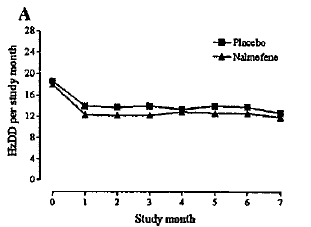 A
28
24
20
16
12
8
4
0
HzDD per study month
Placebo
Nalmefene
0 1 2 3 4 5 6 7
Study month